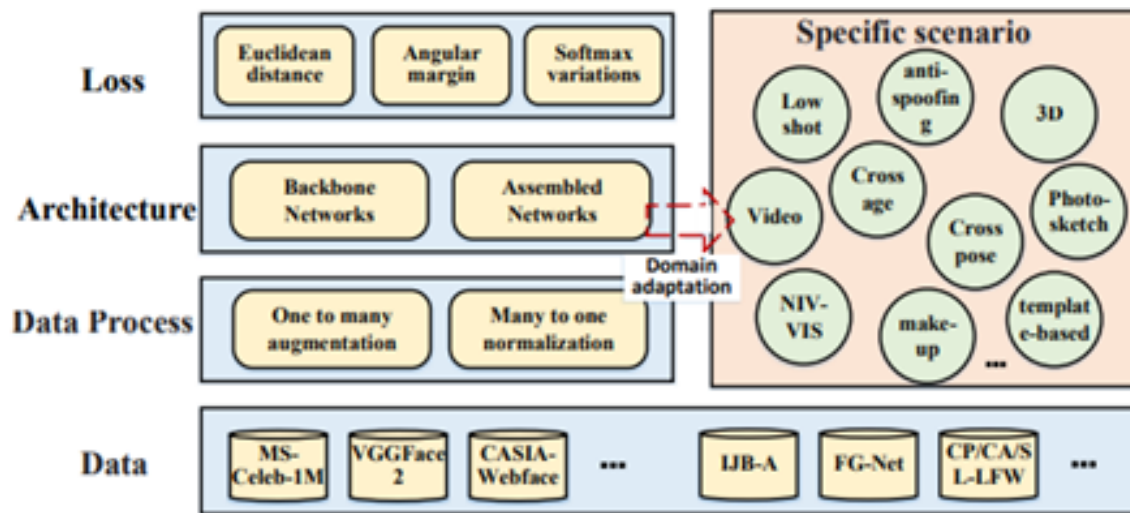 Loss
Euclidean
distance
Angular
margin
Softmax
variations
Architecture
Backbone
Networks
Assembled
Networks
Data Process
One to many
augmentation
Many to one
normalization
Domain
adaptation
Specific scenario
Low
shot
anti-
spoofin
g
3D
Cross
age
Video
Photo-
sketch
Cross
pose
NIV-
VIS
make-
up
templat
e-based
...
Data
MS-
Celeb-1M
VGGFace
2
CASIA-
Webface
...
IJB-A
FG-Net
CP/CA/S
L-LFW
...